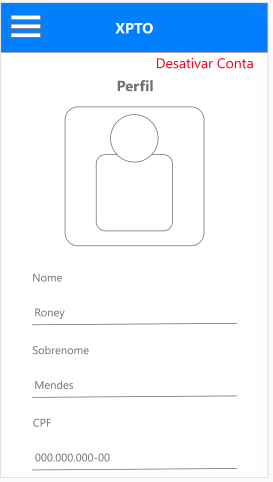 XPTO
Desativar Conta
Perfil
Nome
Roney
Sobrenome
Mendes
CPF
000.000.000-00